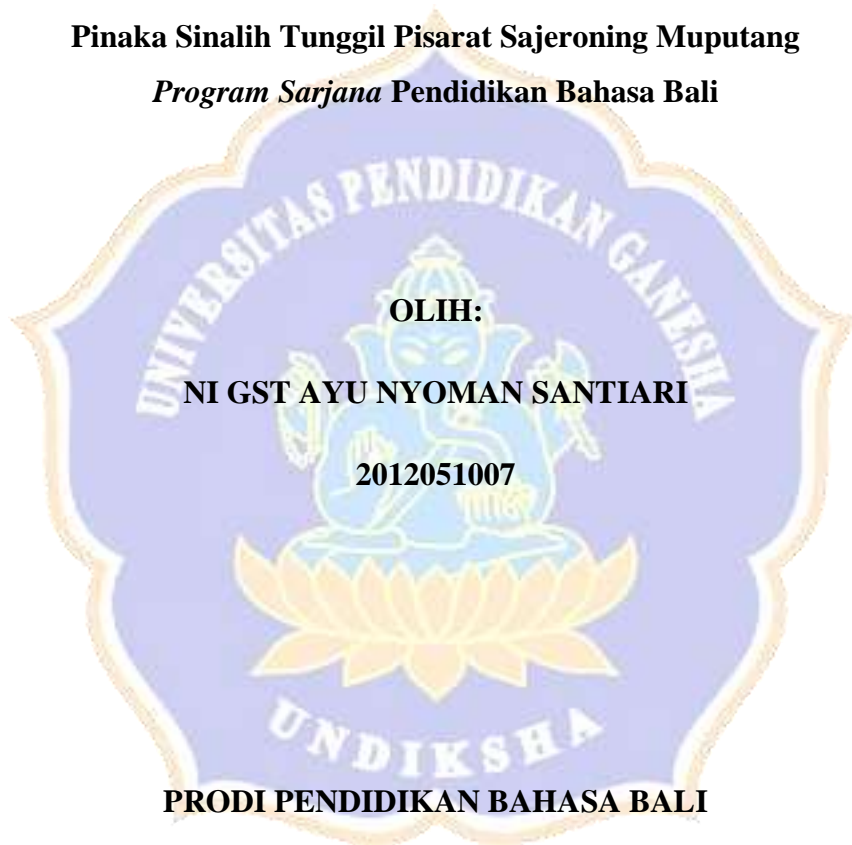 Pinaka Sinalih Tunggil Pisarat Sajeroning Muputang
Program Sarjana Pendidikan Bahasa Bali
UNIVERSITAS PENDIDIKAN GANESHA
OLIH:
NI GST AYU NYOMAN SANTIARI
2012051007
UNDIKSHA
PRODI PENDIDIKAN BAHASA BALI